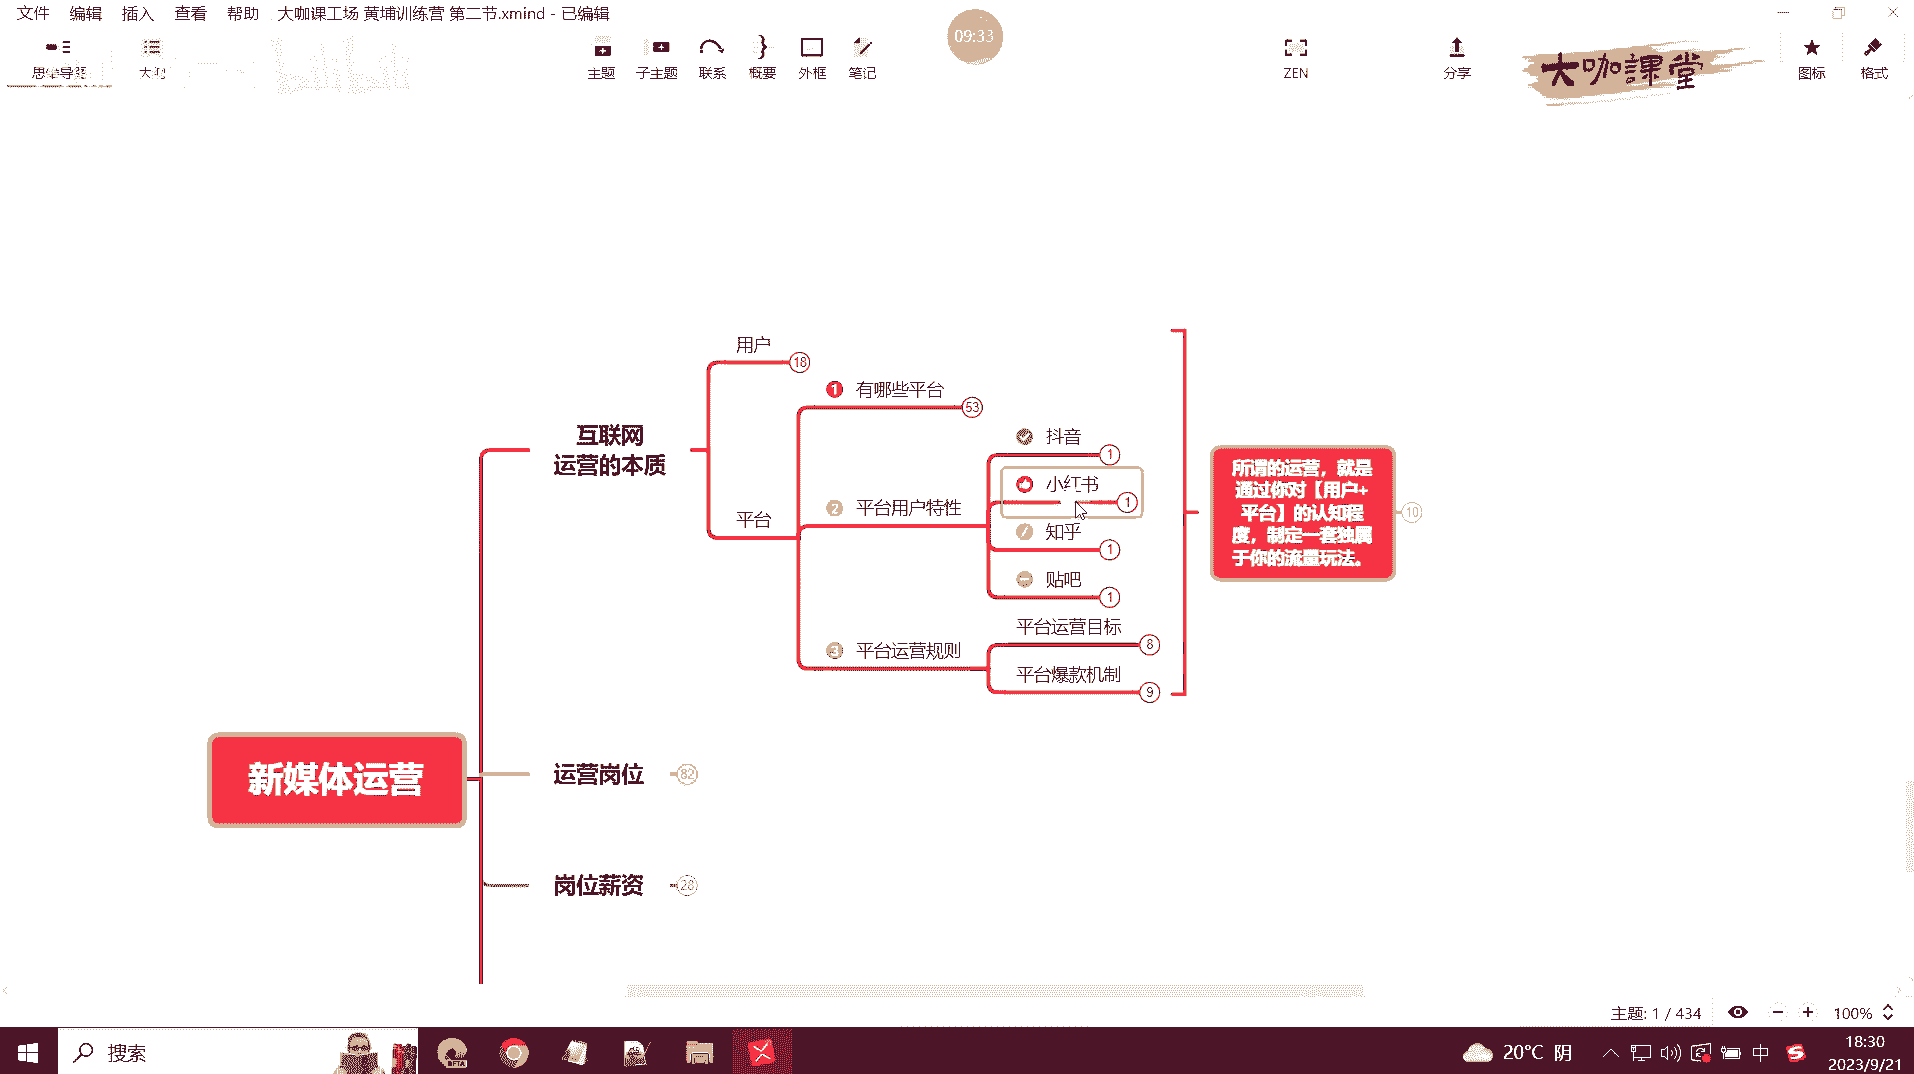 文件 编辑 插入 查看 帮助 大咖课工场 黄埔训练营 第二节.xmind - 已编辑
09:33
思维导图 大纲 主题 子主题 联系 概要 外框 笔记 ZEN 分享 大咖課堂 图标 格式
用户 18
1 有哪些平台 53
互联网
运营的本质
抖音 1
小红书 1
2 平台用户特性
平台
知乎 1
贴吧 1
平台运营目标 8
3 平台运营规则
平台爆款机制 9
所谓的运营，就是
通过你对【用户+
平台】的认知程
度，制定一套独属
于你的流量玩法。
10
新媒体运营
运营岗位 82
岗位薪资 28
主题: 1 / 434 100%
搜索 BETA 20°C 阴 中 18:30
2023/9/21